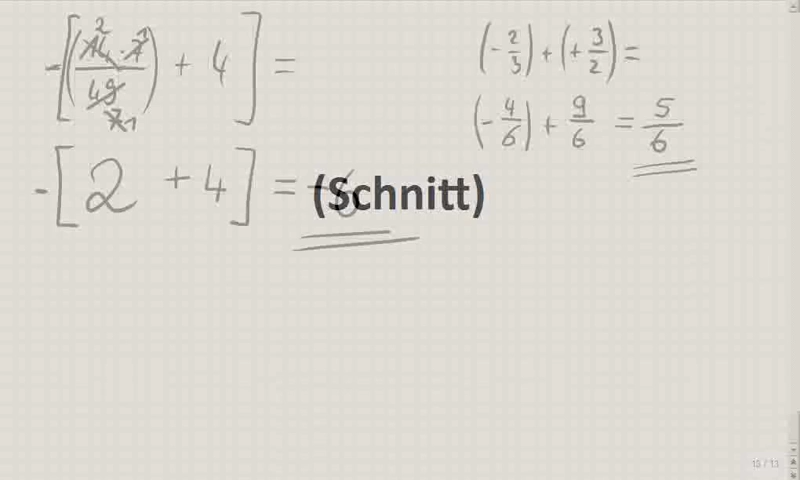 -[(14 · 7 / 49) + 4] =
-[2 + 4] = -6
(Schnitt)
(-2/3) + (+3/2) =
(-4/6) + 9/6 = 5/6
13 / 13